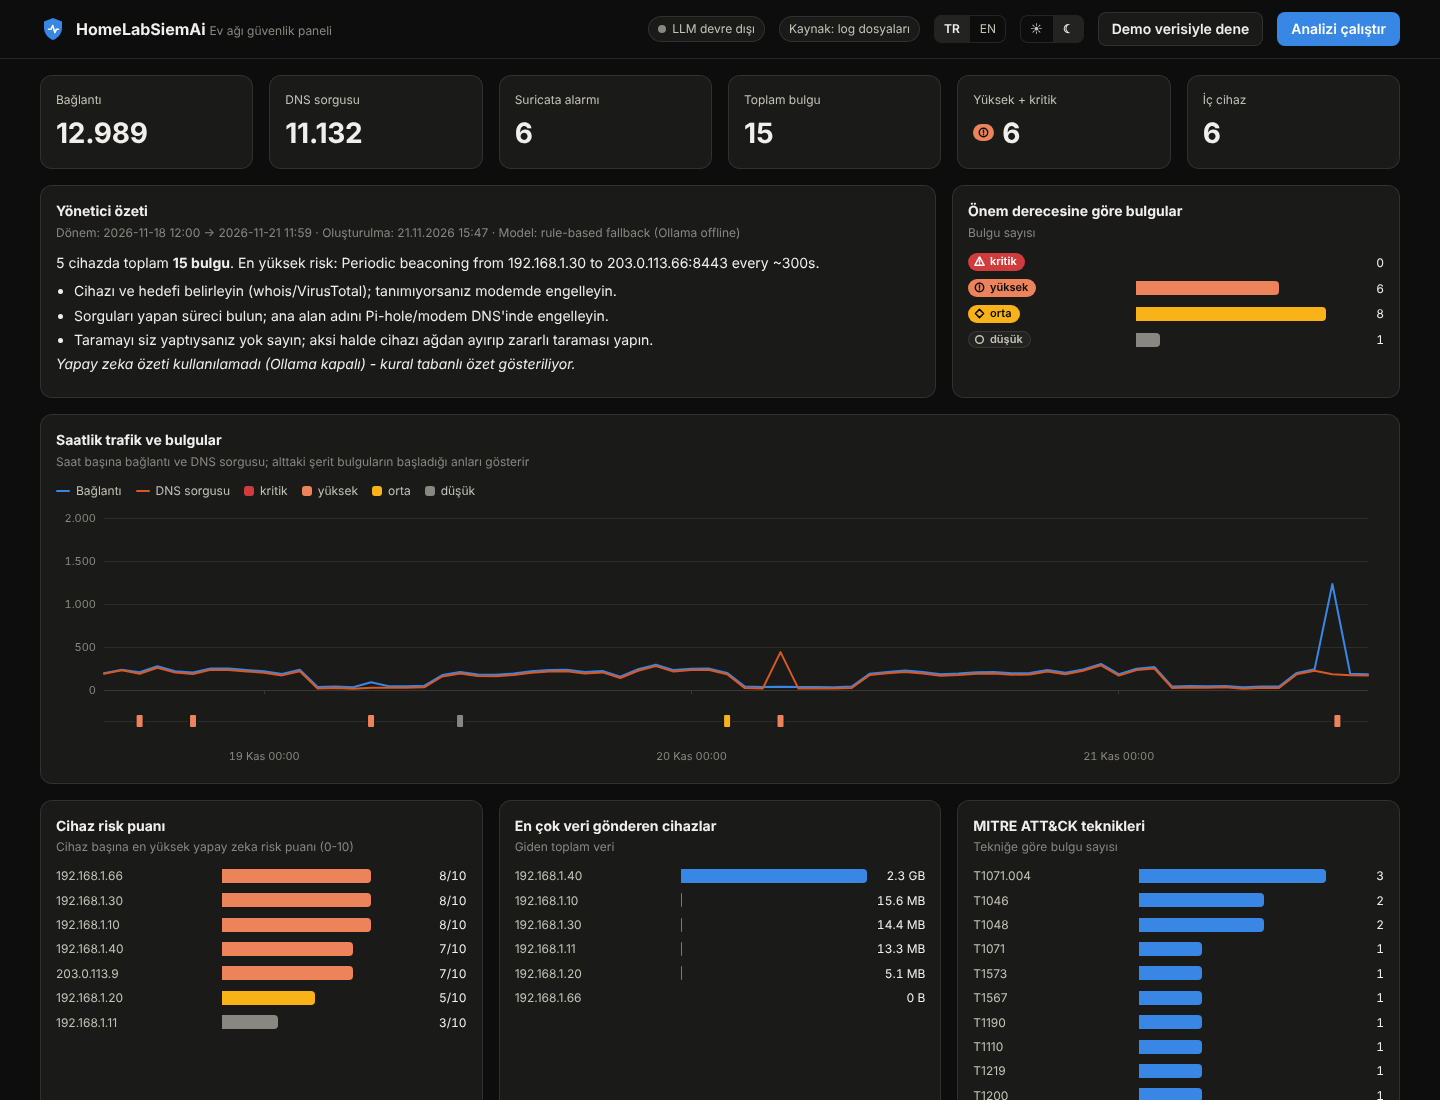 HomeLabSiemAi Ev ağı güvenlik paneli
LLM devre dışı
Kaynak: log dosyaları
TR EN
Demo verisiyle dene
Analizi çalıştır
Bağlantı
12.989
DNS sorgusu
11.132
Suricata alarmı
6
Toplam bulgu
15
Yüksek + kritik
6
İç cihaz
6
Yönetici özeti
Dönem: 2026-11-18 12:00 → 2026-11-21 11:59 · Oluşturulma: 21.11.2026 15:47 · Model: rule-based fallback (Ollama offline)
5 cihazda toplam 15 bulgu. En yüksek risk: Periodic beaconing from 192.168.1.30 to 203.0.113.66:8443 every ~300s.
• Cihazı ve hedefi belirleyin (whois/VirusTotal); tanımıyorsanız modemde engelleyin.
• Sorguları yapan süreci bulun; ana alan adını Pi-hole/modem DNS'inde engelleyin.
• Taramayı siz yaptıysanız yok sayın; aksi halde cihazı ağdan ayırıp zararlı taraması yapın.
Yapay zeka özeti kullanılamadı (Ollama kapalı) - kural tabanlı özet gösteriliyor.
Önem derecesine göre bulgular
Bulgu sayısı
kritik 0
yüksek 6
orta 8
düşük 1
Saatlik trafik ve bulgular
Saat başına bağlantı ve DNS sorgusu; alttaki şerit bulguların başladığı anları gösterir
Bağlantı DNS sorgusu kritik yüksek orta düşük
2.000
1.500
1.000
500
0
19 Kas 00:00 20 Kas 00:00 21 Kas 00:00
Cihaz risk puanı
Cihaz başına en yüksek yapay zeka risk puanı (0-10)
192.168.1.66 8/10
192.168.1.30 8/10
192.168.1.10 8/10
192.168.1.40 7/10
203.0.113.9 7/10
192.168.1.20 5/10
192.168.1.11 3/10
En çok veri gönderen cihazlar
Giden toplam veri
192.168.1.40 2.3 GB
192.168.1.10 15.6 MB
192.168.1.30 14.4 MB
192.168.1.11 13.3 MB
192.168.1.20 5.1 MB
192.168.1.66 0 B
MITRE ATT&CK teknikleri
Tekniğe göre bulgu sayısı
T1071.004 3
T1046 2
T1048 2
T1071 1
T1573 1
T1567 1
T1190 1
T1110 1
T1219 1
T1200 1